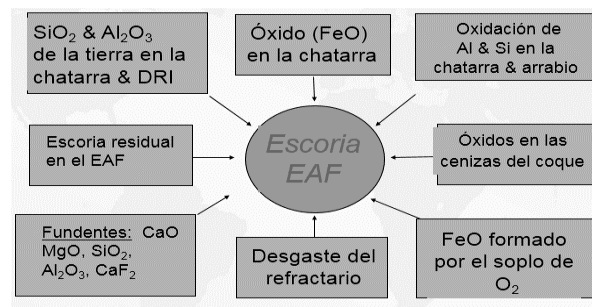 SiO₂ & Al₂O₃
de la tierra en la
chatarra & DRI
Óxido (FeO)
en la chatarra
Oxidación de
Al & Si en la
chatarra & arrabio
Escoria residual
en el EAF
Escoria
EAF
Óxidos en las
cenizas del coque
Fundentes: CaO
MgO, SiO₂,
Al₂O₃, CaF₂
Desgaste del
refractario
FeO formado
por el soplo de
O₂